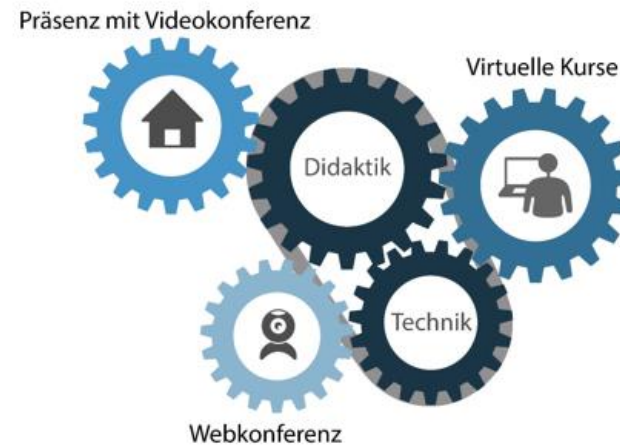 Präsenz mit Videokonferenz
Virtuelle Kurse
Didaktik
Technik
Webkonferenz